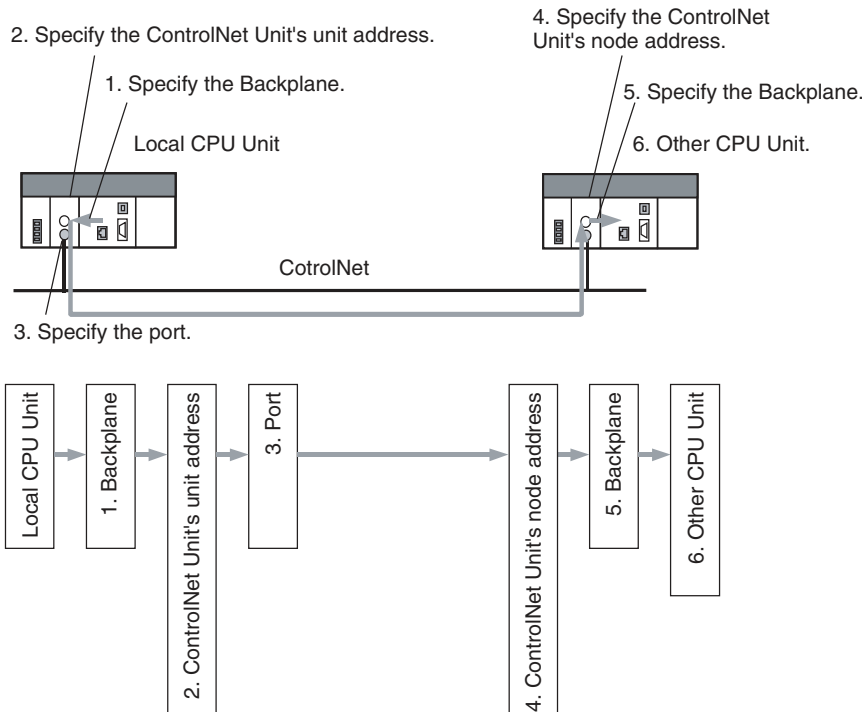 2. Specify the ControlNet Unit's unit address.
1. Specify the Backplane.
Local CPU Unit
4. Specify the ControlNet
Unit's node address.
5. Specify the Backplane.
6. Other CPU Unit.
CotrolNet
3. Specify the port.
Local CPU Unit
1. Backplane
2. ControlNet Unit's unit address
3. Port
4. ControlNet Unit's node address
5. Backplane
6. Other CPU Unit